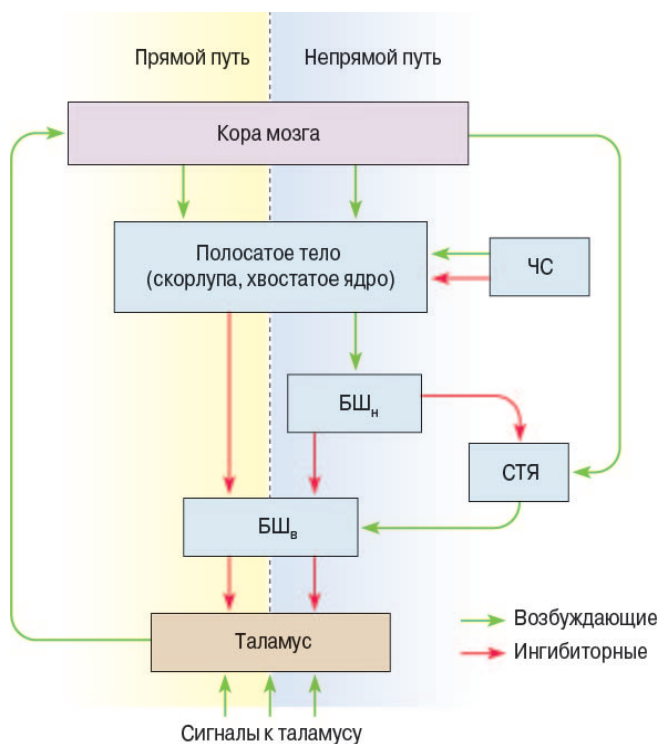 Прямой путь
Непрямой путь
Кора мозга
Полосатое тело
(скорлупа, хвостатое ядро)
ЧС
БШн
СТЯ
БШв
Таламус
Возбуждающие
Ингибиторные
Сигналы к таламусу